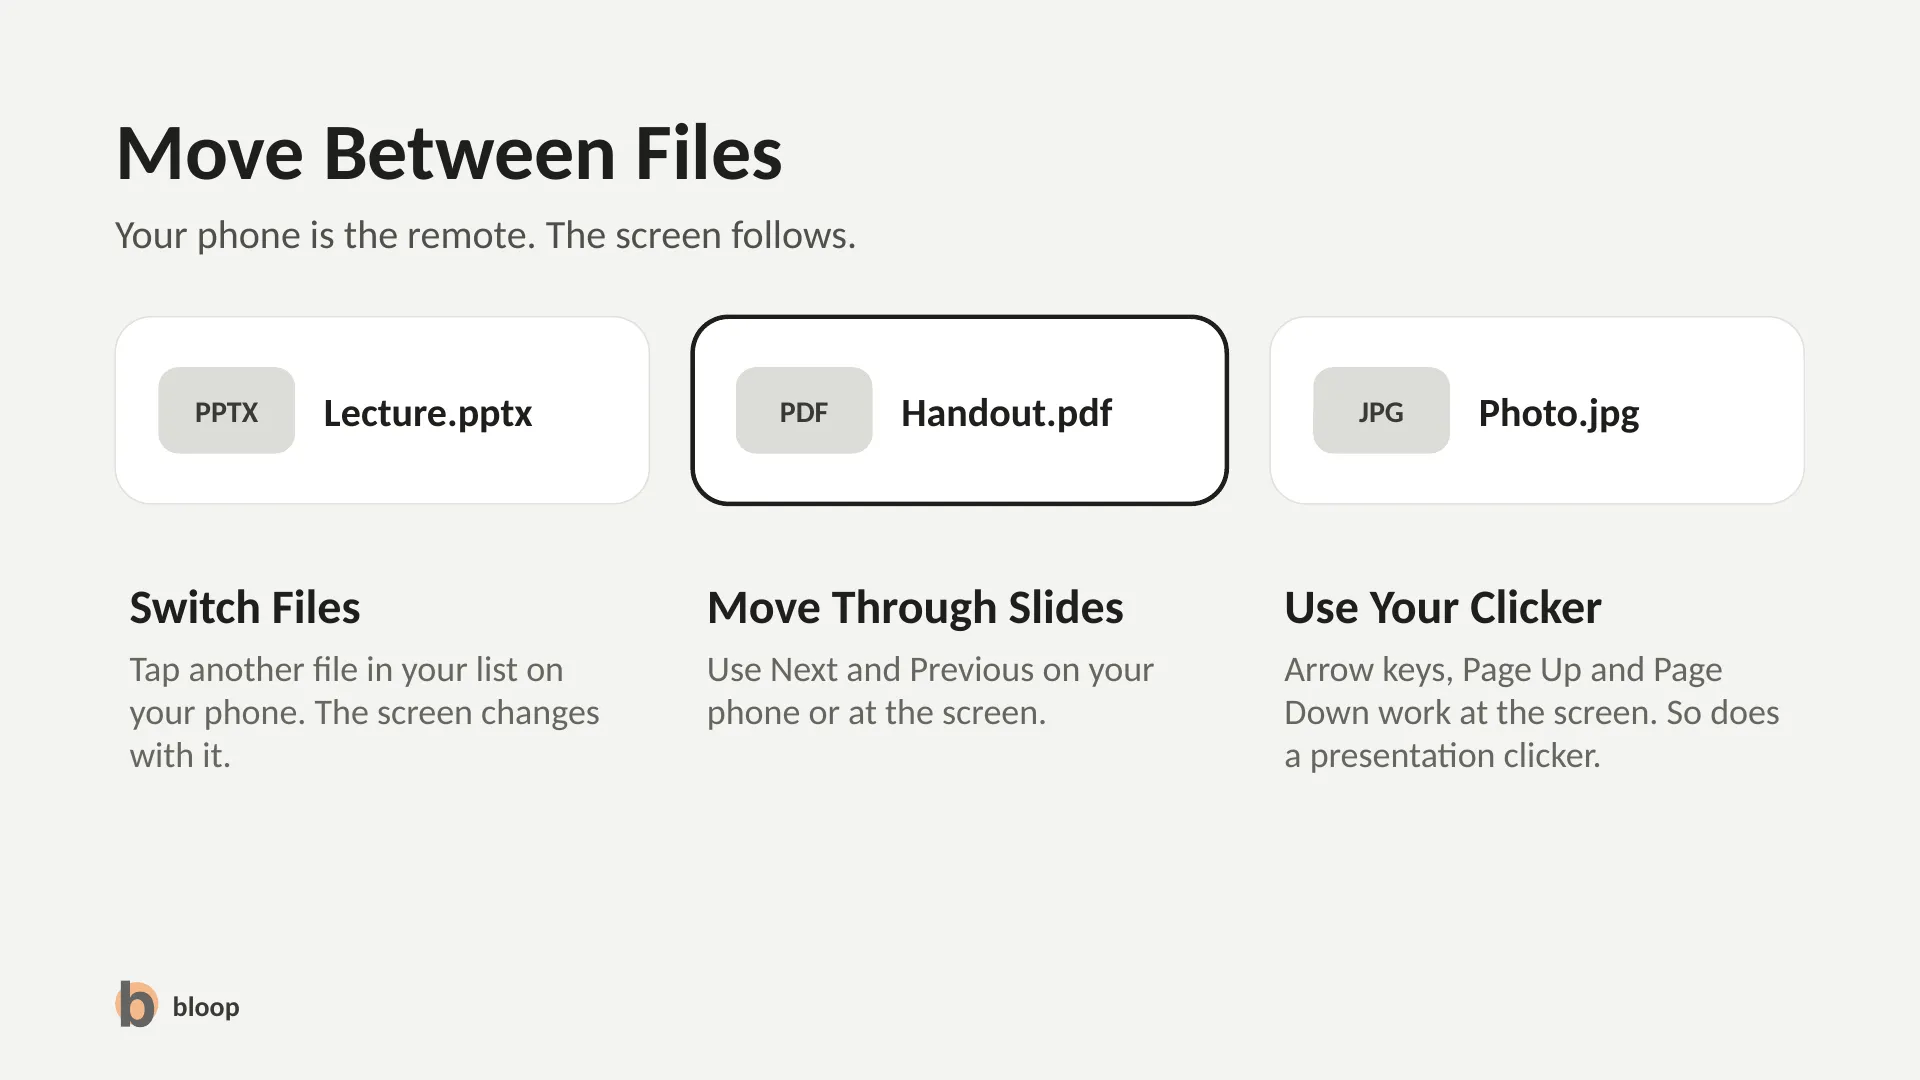 Move Between Files
Your phone is the remote. The screen follows.
PPTX Lecture.pptx
PDF Handout.pdf
JPG Photo.jpg
Switch Files
Tap another file in your list on
your phone. The screen changes
with it.
Move Through Slides
Use Next and Previous on your
phone or at the screen.
Use Your Clicker
Arrow keys, Page Up and Page
Down work at the screen. So does
a presentation clicker.
b bloop